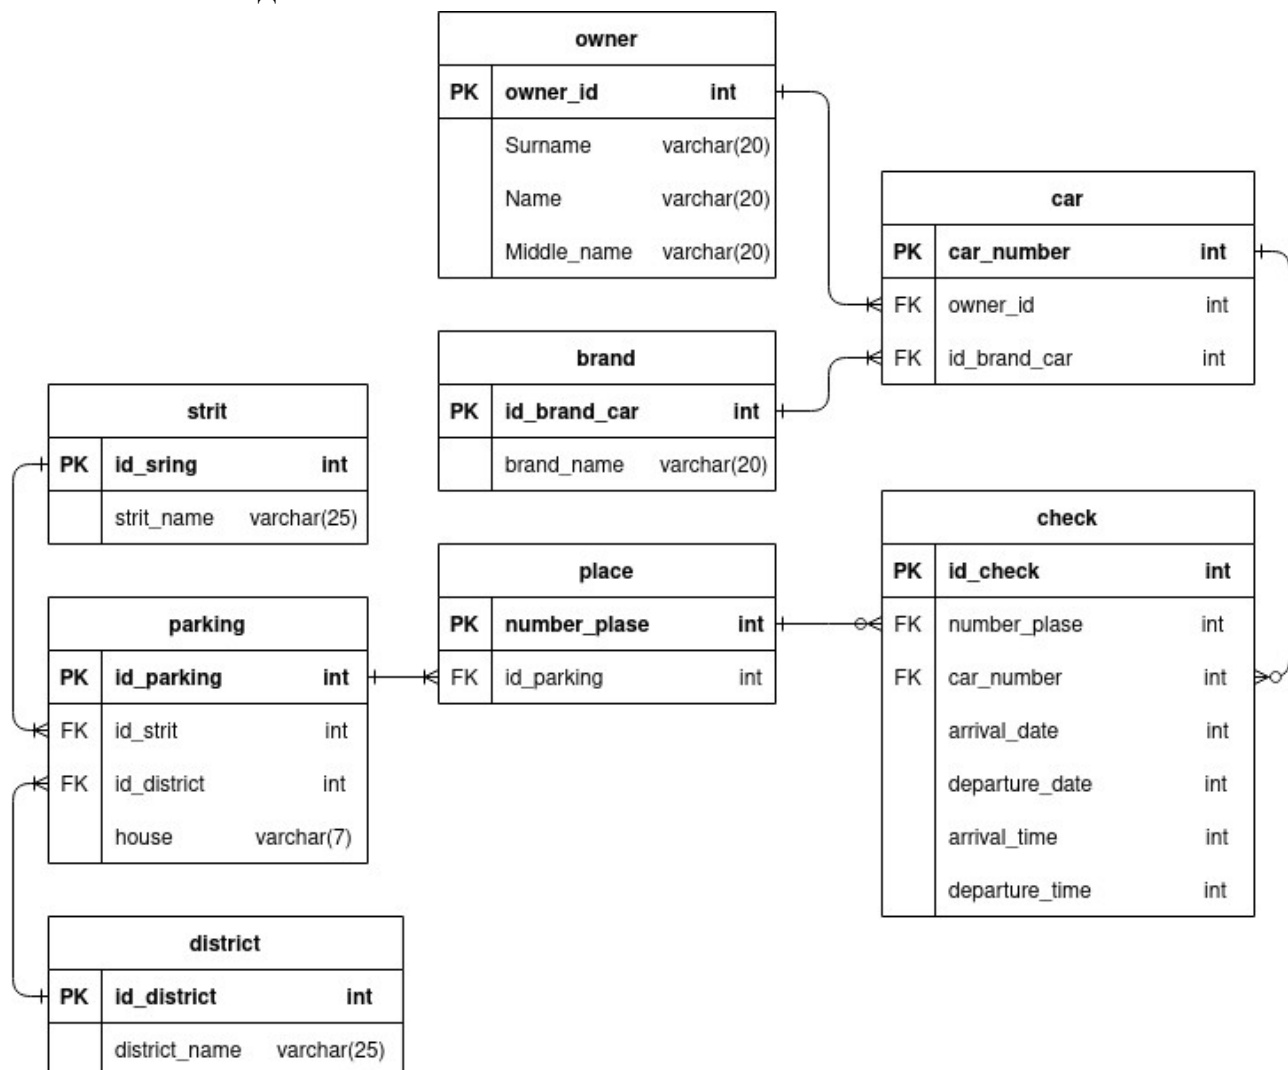 owner
PK owner_id int
Surname varchar(20)
Name varchar(20)
Middle_name varchar(20)
car
PK car_number int
FK owner_id int
FK id_brand_car int
brand
PK id_brand_car int
brand_name varchar(20)
strit
PK id_sring int
strit_name varchar(25)
check
PK id_check int
FK number_plase int
FK car_number int
arrival_date int
departure_date int
arrival_time int
departure_time int
place
PK number_plase int
FK id_parking int
parking
PK id_parking int
FK id_strit int
FK id_district int
house varchar(7)
district
PK id_district int
district_name varchar(25)